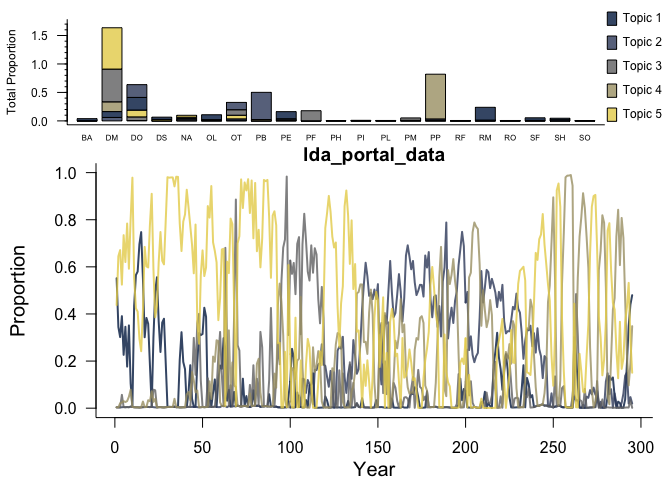 Total Proportion
1.5
1.0
0.5
0.0
BA DM DO DS NA OL OT PB PE PF PH PI PL PM PP RF RM RO SF SH SO
Topic 1
Topic 2
Topic 3
Topic 4
Topic 5
lda_portal_data
Proportion
1.0
0.8
0.6
0.4
0.2
0.0
0 50 100 150 200 250 300
Year